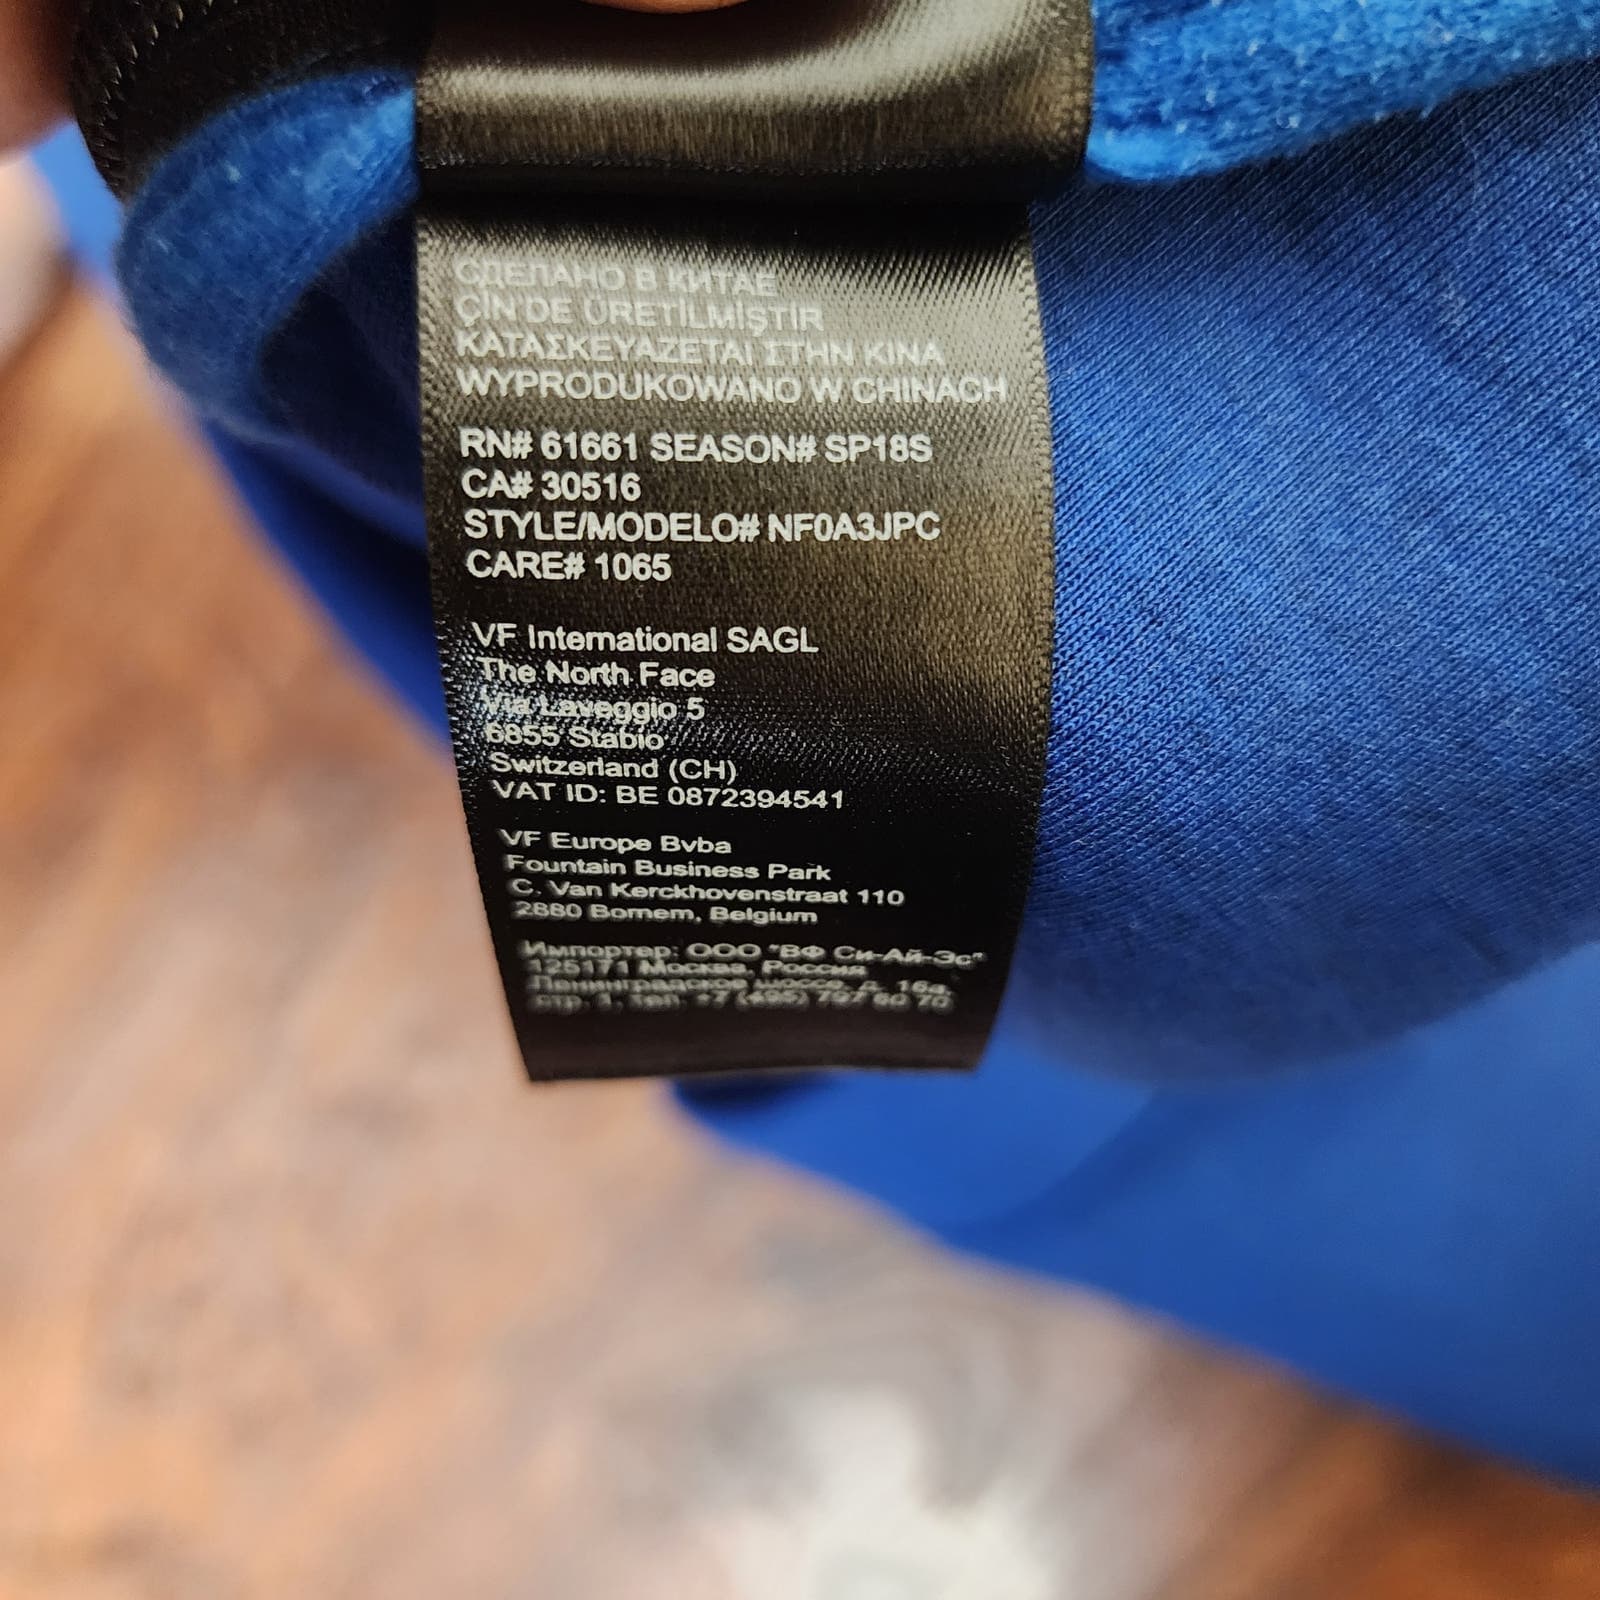 СДЕЛАНО В КИТАЕ
ÇİN'DE ÜRETİLMİŞTİR
ΚΑΤΑΣΚΕΥΑΖΕΤΑΙ ΣΤΗΝ ΚΙΝΑ
WYPRODUKOWANO W CHINACH
RN# 61661 SEASON# SP18S
CA# 30516
STYLE/MODELO# NF0A3JPC
CARE# 1065
VF International SAGL
The North Face
Via Laveggio 5
6855 Stabio
Switzerland (CH)
VAT ID: BE 0872394541
VF Europe Bvba
Fountain Business Park
C. Van Kerckhovenstraat 110
2880 Bornem, Belgium
Импортер: ООО "ВФ Си-Ай-Эс"
125171 Москва, Россия
Ленинградское шоссе, д. 16а,
стр. 1, тел: +7 (495) 797 60 70